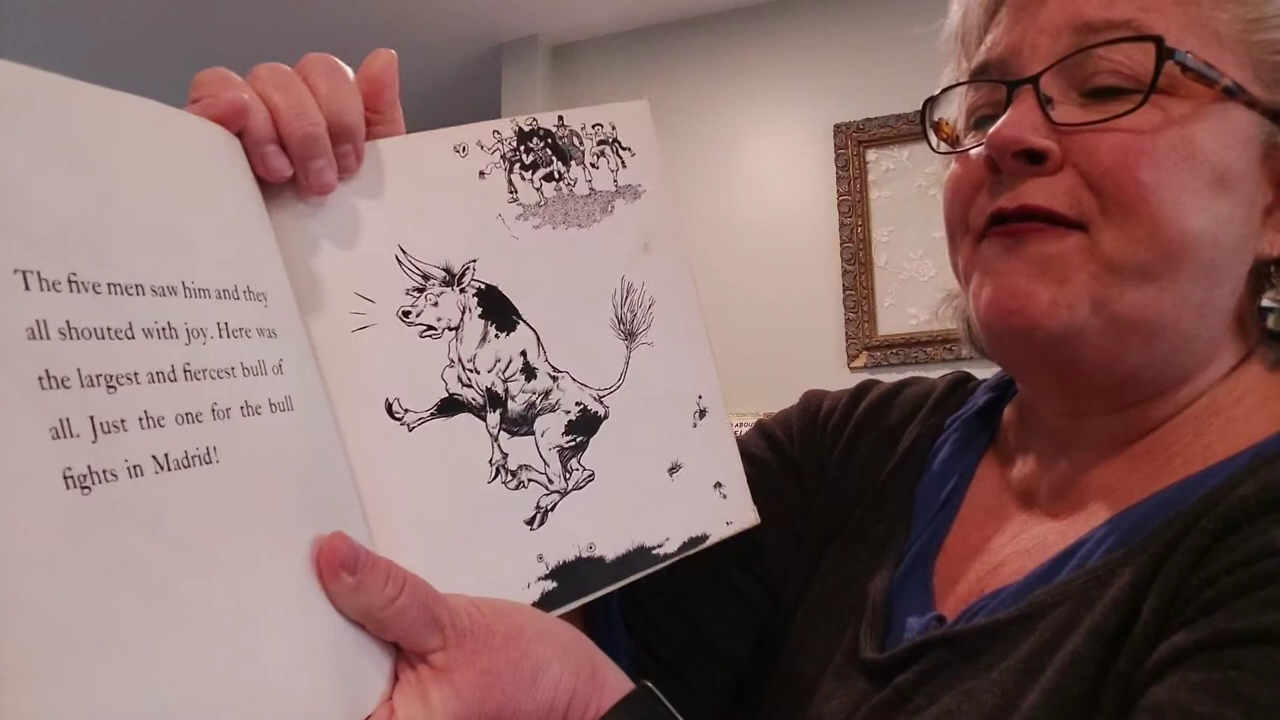 The five men saw him and they
all shouted with joy. Here was
the largest and fiercest bull of
all. Just the one for the bull
fights in Madrid!